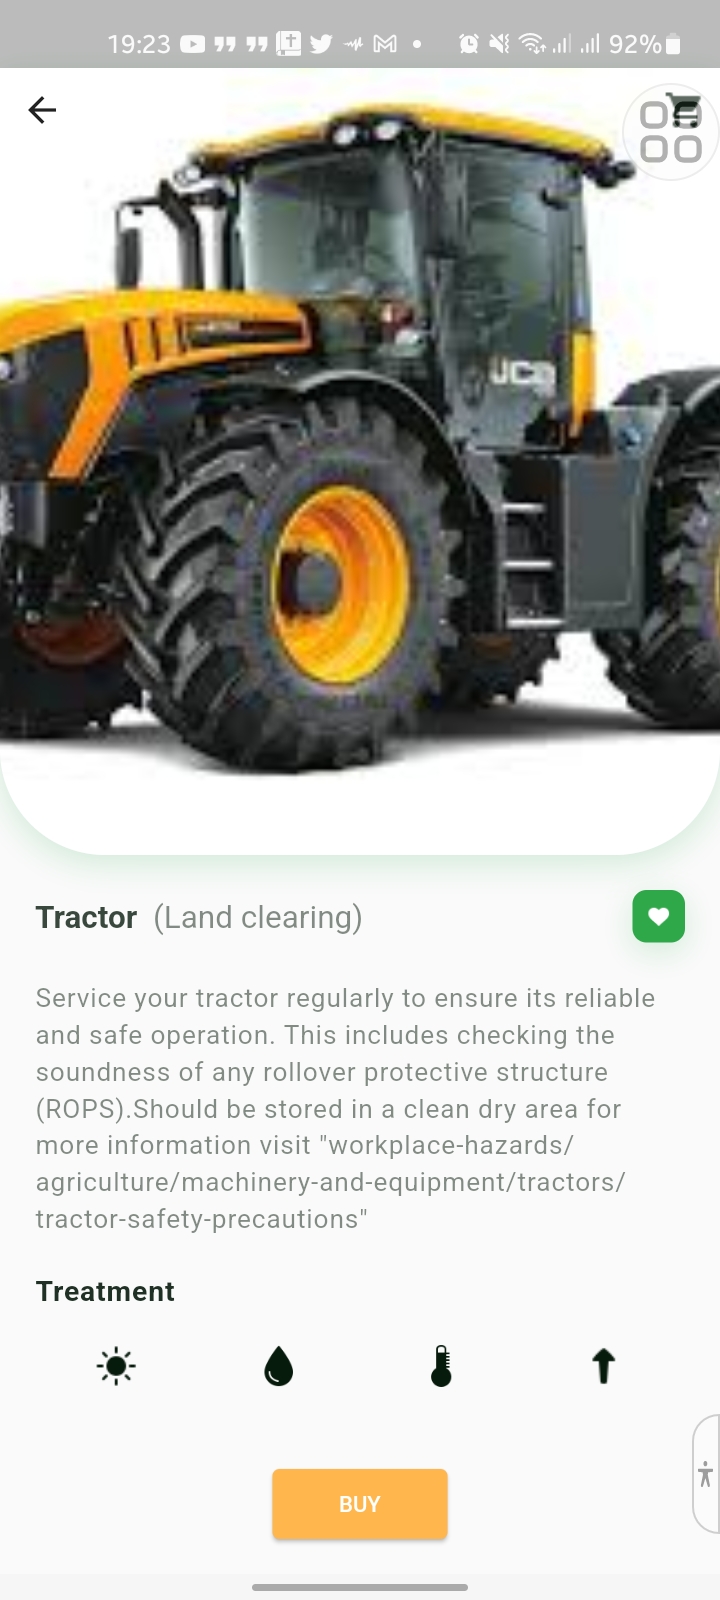 19:23
92%
JCB
Tractor (Land clearing)
Service your tractor regularly to ensure its reliable
and safe operation. This includes checking the
soundness of any rollover protective structure
(ROPS).Should be stored in a clean dry area for
more information visit "workplace-hazards/
agriculture/machinery-and-equipment/tractors/
tractor-safety-precautions"
Treatment
BUY